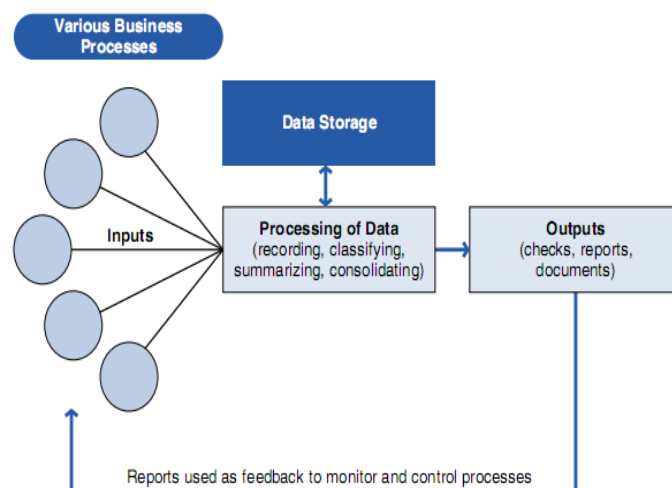 Various Business
Processes
Data Storage
Inputs
Processing of Data
(recording, classifying,
summarizing, consolidating)
Outputs
(checks, reports,
documents)
Reports used as feedback to monitor and control processes